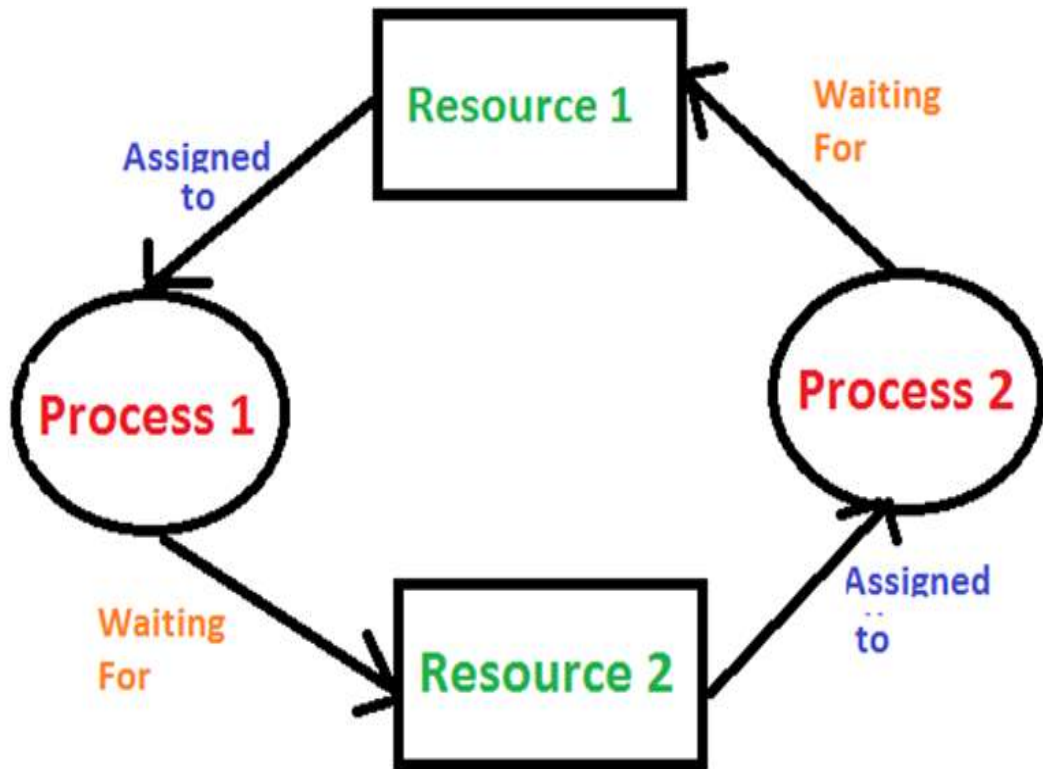 Resource 1
Waiting
For
Assigned
to
Process 1
Process 2
Waiting
For
Resource 2
Assigned
to